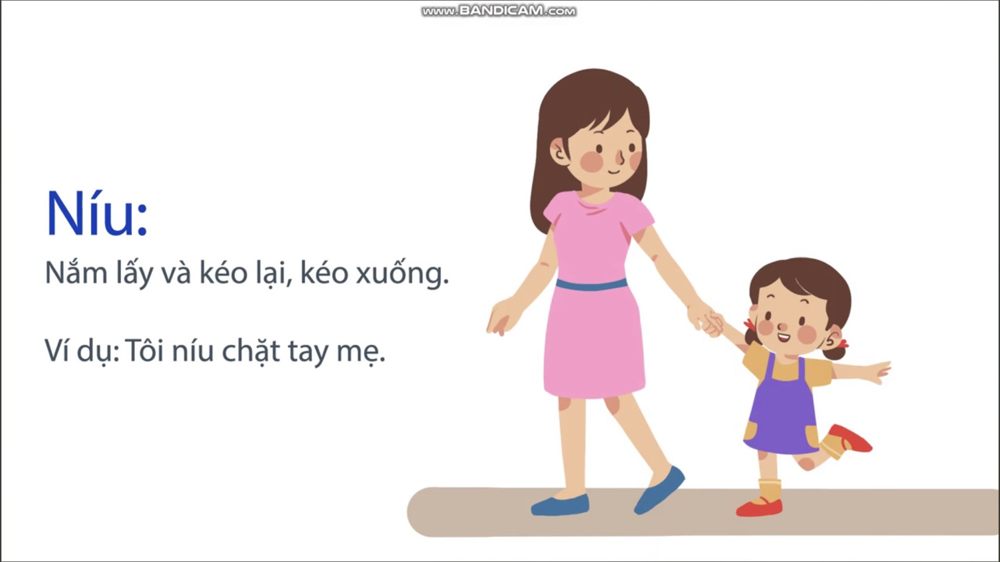 www.BANDICAM.com
Níu:
Nắm lấy và kéo lại, kéo xuống.
Ví dụ: Tôi níu chặt tay mẹ.